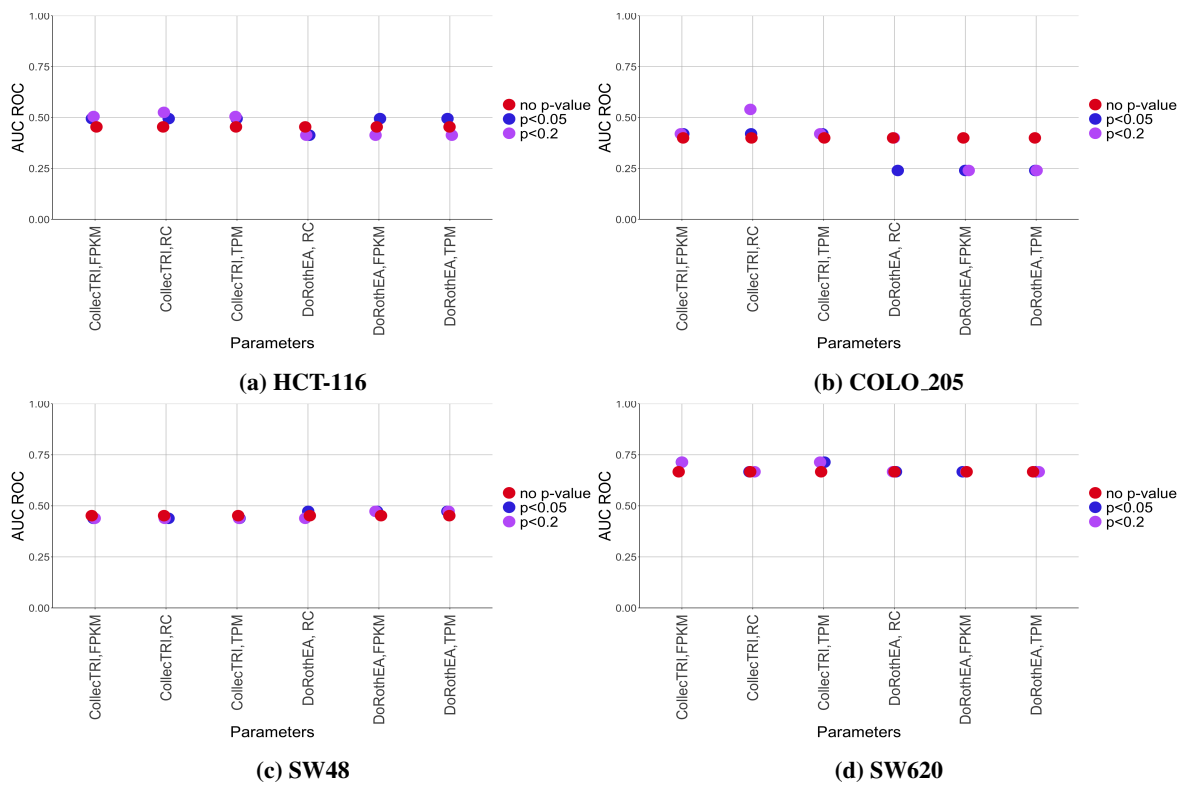 1.00
0.75
0.50
0.25
0.00
AUC ROC
CollecTRI,FPKM
CollecTRI,RC
CollecTRI,TPM
DoRothEA, RC
DoRothEA,FPKM
DoRothEA,TPM
Parameters
no p-value
p<0.05
p<0.2
(a) HCT-116
1.00
0.75
0.50
0.25
0.00
AUC ROC
CollecTRI,FPKM
CollecTRI,RC
CollecTRI,TPM
DoRothEA, RC
DoRothEA,FPKM
DoRothEA,TPM
Parameters
no p-value
p<0.05
p<0.2
(b) COLO_205
1.00
0.75
0.50
0.25
0.00
AUC ROC
CollecTRI,FPKM
CollecTRI,RC
CollecTRI,TPM
DoRothEA, RC
DoRothEA,FPKM
DoRothEA,TPM
Parameters
no p-value
p<0.05
p<0.2
(c) SW48
1.00
0.75
0.50
0.25
0.00
AUC ROC
CollecTRI,FPKM
CollecTRI,RC
CollecTRI,TPM
DoRothEA, RC
DoRothEA,FPKM
DoRothEA,TPM
Parameters
no p-value
p<0.05
p<0.2
(d) SW620